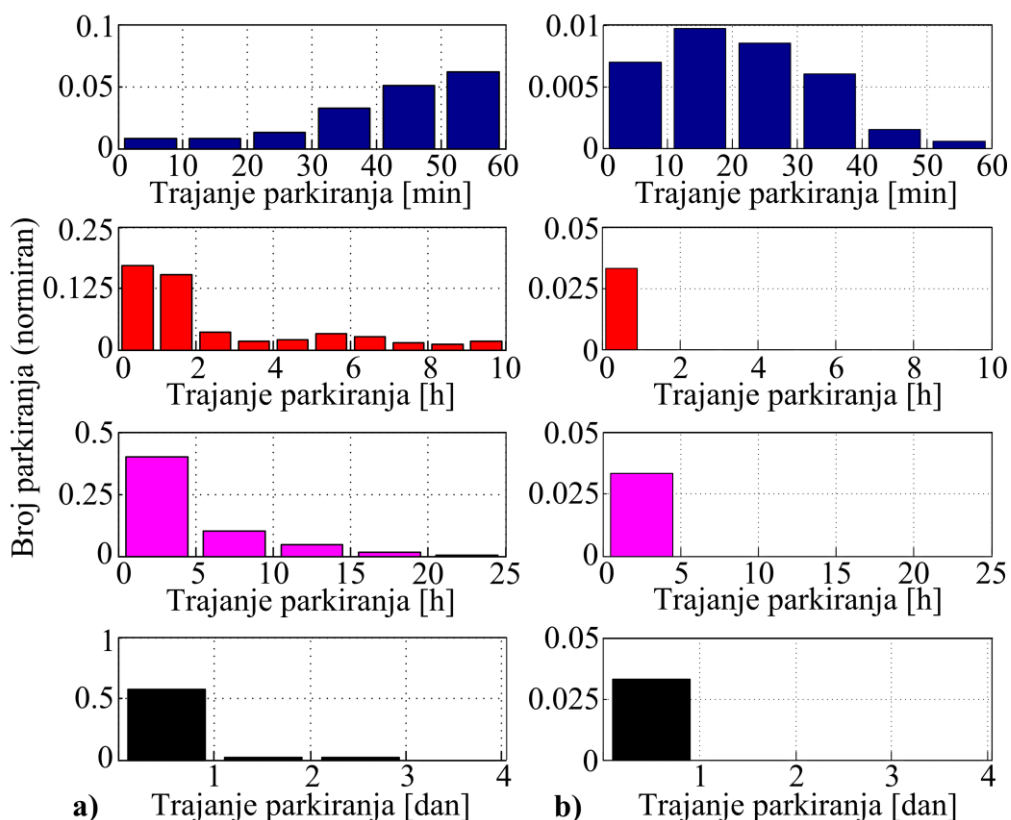 Broj parkiranja (normiran)
0.1
0.05
0
0 10 20 30 40 50 60
Trajanje parkiranja [min]
0.01
0.005
0
0 10 20 30 40 50 60
Trajanje parkiranja [min]
0.25
0.125
0
0 2 4 6 8 10
Trajanje parkiranja [h]
0.05
0.025
0
0 2 4 6 8 10
Trajanje parkiranja [h]
0.5
0.25
0
0 5 10 15 20 25
Trajanje parkiranja [h]
0.05
0.025
0
0 5 10 15 20 25
Trajanje parkiranja [h]
1
0.5
0
1 2 3 4
a) Trajanje parkiranja [dan]
0.05
0.025
0
1 2 3 4
b) Trajanje parkiranja [dan]